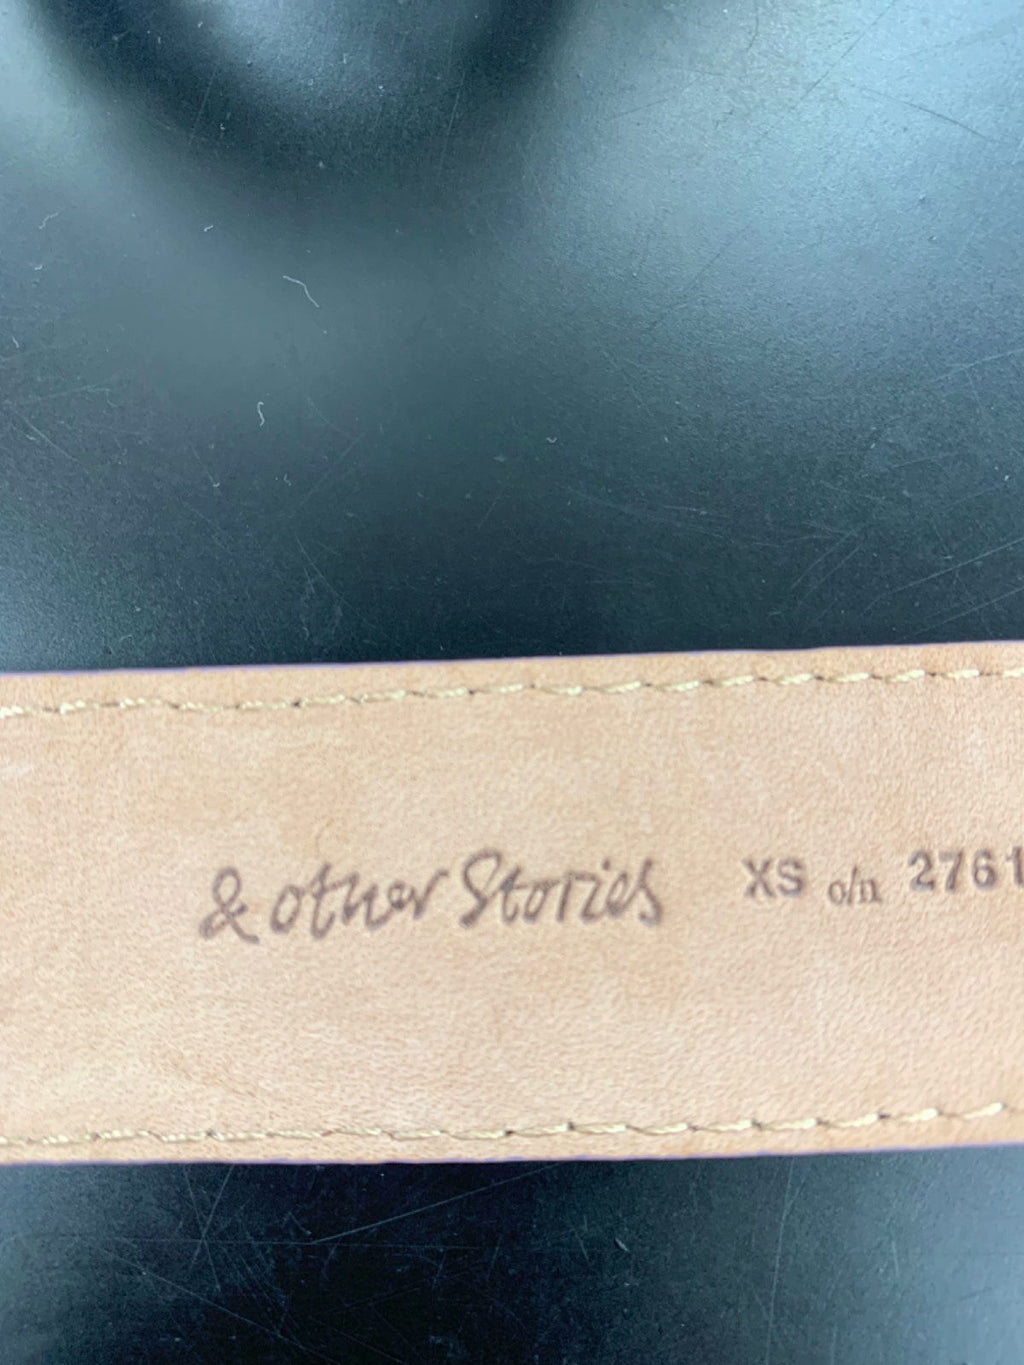 & other Stories XS o/n 2761